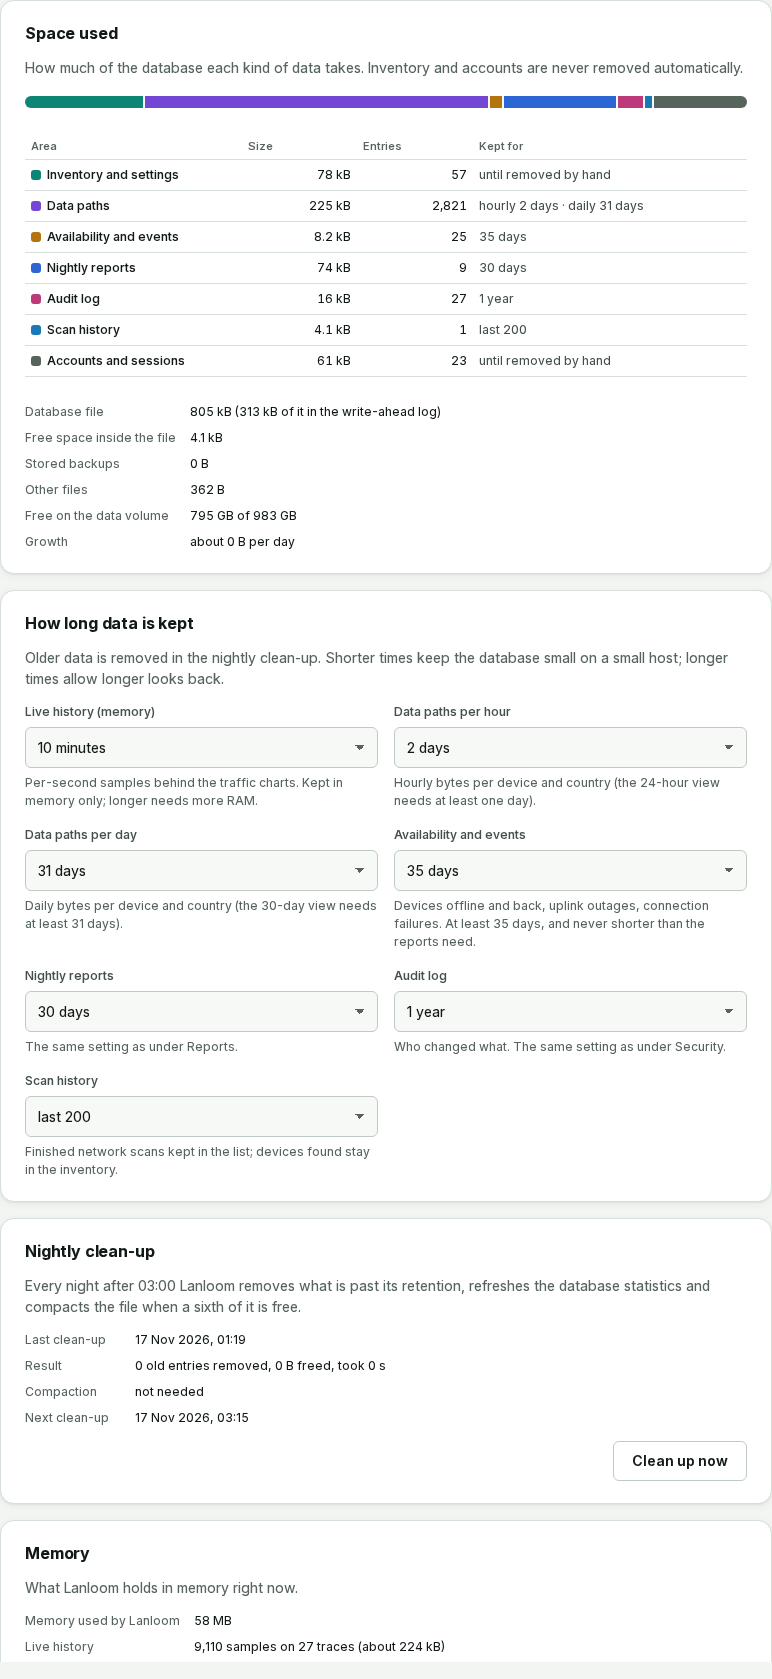 Space used
How much of the database each kind of data takes. Inventory and accounts are never removed automatically.
Area Size Entries Kept for
Inventory and settings 78 kB 57 until removed by hand
Data paths 225 kB 2,821 hourly 2 days · daily 31 days
Availability and events 8.2 kB 25 35 days
Nightly reports 74 kB 9 30 days
Audit log 16 kB 27 1 year
Scan history 4.1 kB 1 last 200
Accounts and sessions 61 kB 23 until removed by hand
Database file 805 kB (313 kB of it in the write-ahead log)
Free space inside the file 4.1 kB
Stored backups 0 B
Other files 362 B
Free on the data volume 795 GB of 983 GB
Growth about 0 B per day
How long data is kept
Older data is removed in the nightly clean-up. Shorter times keep the database small on a small host; longer
times allow longer looks back.
Live history (memory) Data paths per hour
10 minutes 2 days
Per-second samples behind the traffic charts. Kept in
memory only; longer needs more RAM.
Hourly bytes per device and country (the 24-hour view
needs at least one day).
Data paths per day Availability and events
31 days 35 days
Daily bytes per device and country (the 30-day view needs
at least 31 days).
Devices offline and back, uplink outages, connection
failures. At least 35 days, and never shorter than the
reports need.
Nightly reports Audit log
30 days 1 year
The same setting as under Reports. Who changed what. The same setting as under Security.
Scan history
last 200
Finished network scans kept in the list; devices found stay
in the inventory.
Nightly clean-up
Every night after 03:00 Lanloom removes what is past its retention, refreshes the database statistics and
compacts the file when a sixth of it is free.
Last clean-up 17 Nov 2026, 01:19
Result 0 old entries removed, 0 B freed, took 0 s
Compaction not needed
Next clean-up 17 Nov 2026, 03:15
Clean up now
Memory
What Lanloom holds in memory right now.
Memory used by Lanloom 58 MB
Live history 9,110 samples on 27 traces (about 224 kB)